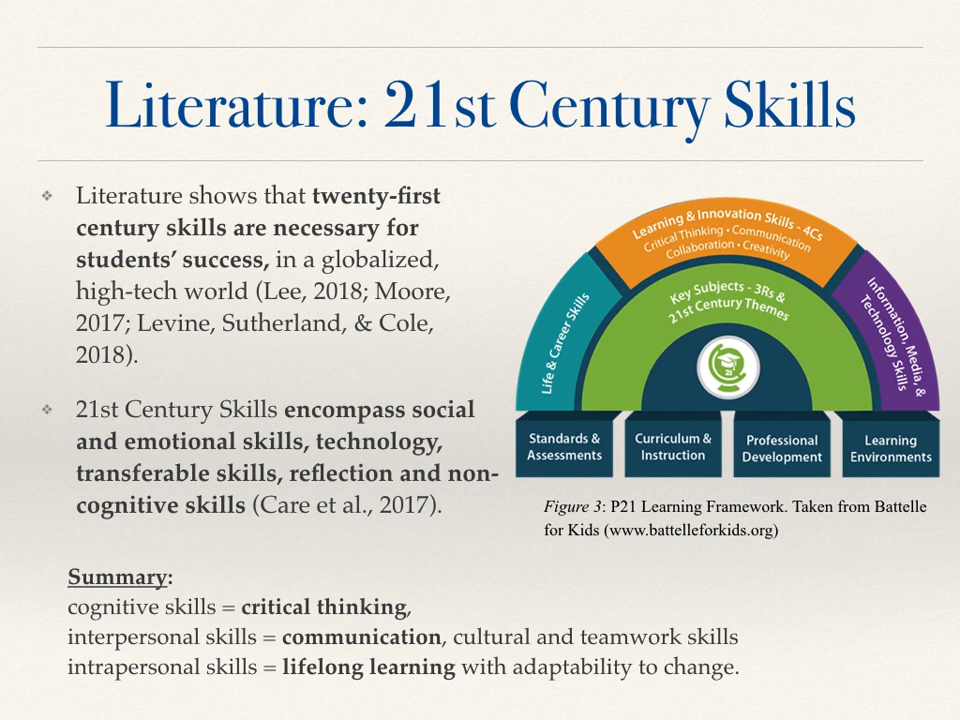 Literature: 21st Century Skills
❖ Literature shows that twenty-first
century skills are necessary for
students’ success, in a globalized,
high-tech world (Lee, 2018; Moore,
2017; Levine, Sutherland, & Cole,
2018).
❖ 21st Century Skills encompass social
and emotional skills, technology,
transferable skills, reflection and non-
cognitive skills (Care et al., 2017).
Learning & Innovation Skills - 4Cs
Critical Thinking • Communication
Collaboration • Creativity
Life & Career Skills
Key Subjects - 3Rs &
21st Century Themes
Information, Media, &
Technology Skills
21
Standards &
Assessments
Curriculum &
Instruction
Professional
Development
Learning
Environments
Figure 3: P21 Learning Framework. Taken from Battelle
for Kids (www.battelleforkids.org)
Summary:
cognitive skills = critical thinking,
interpersonal skills = communication, cultural and teamwork skills
intrapersonal skills = lifelong learning with adaptability to change.